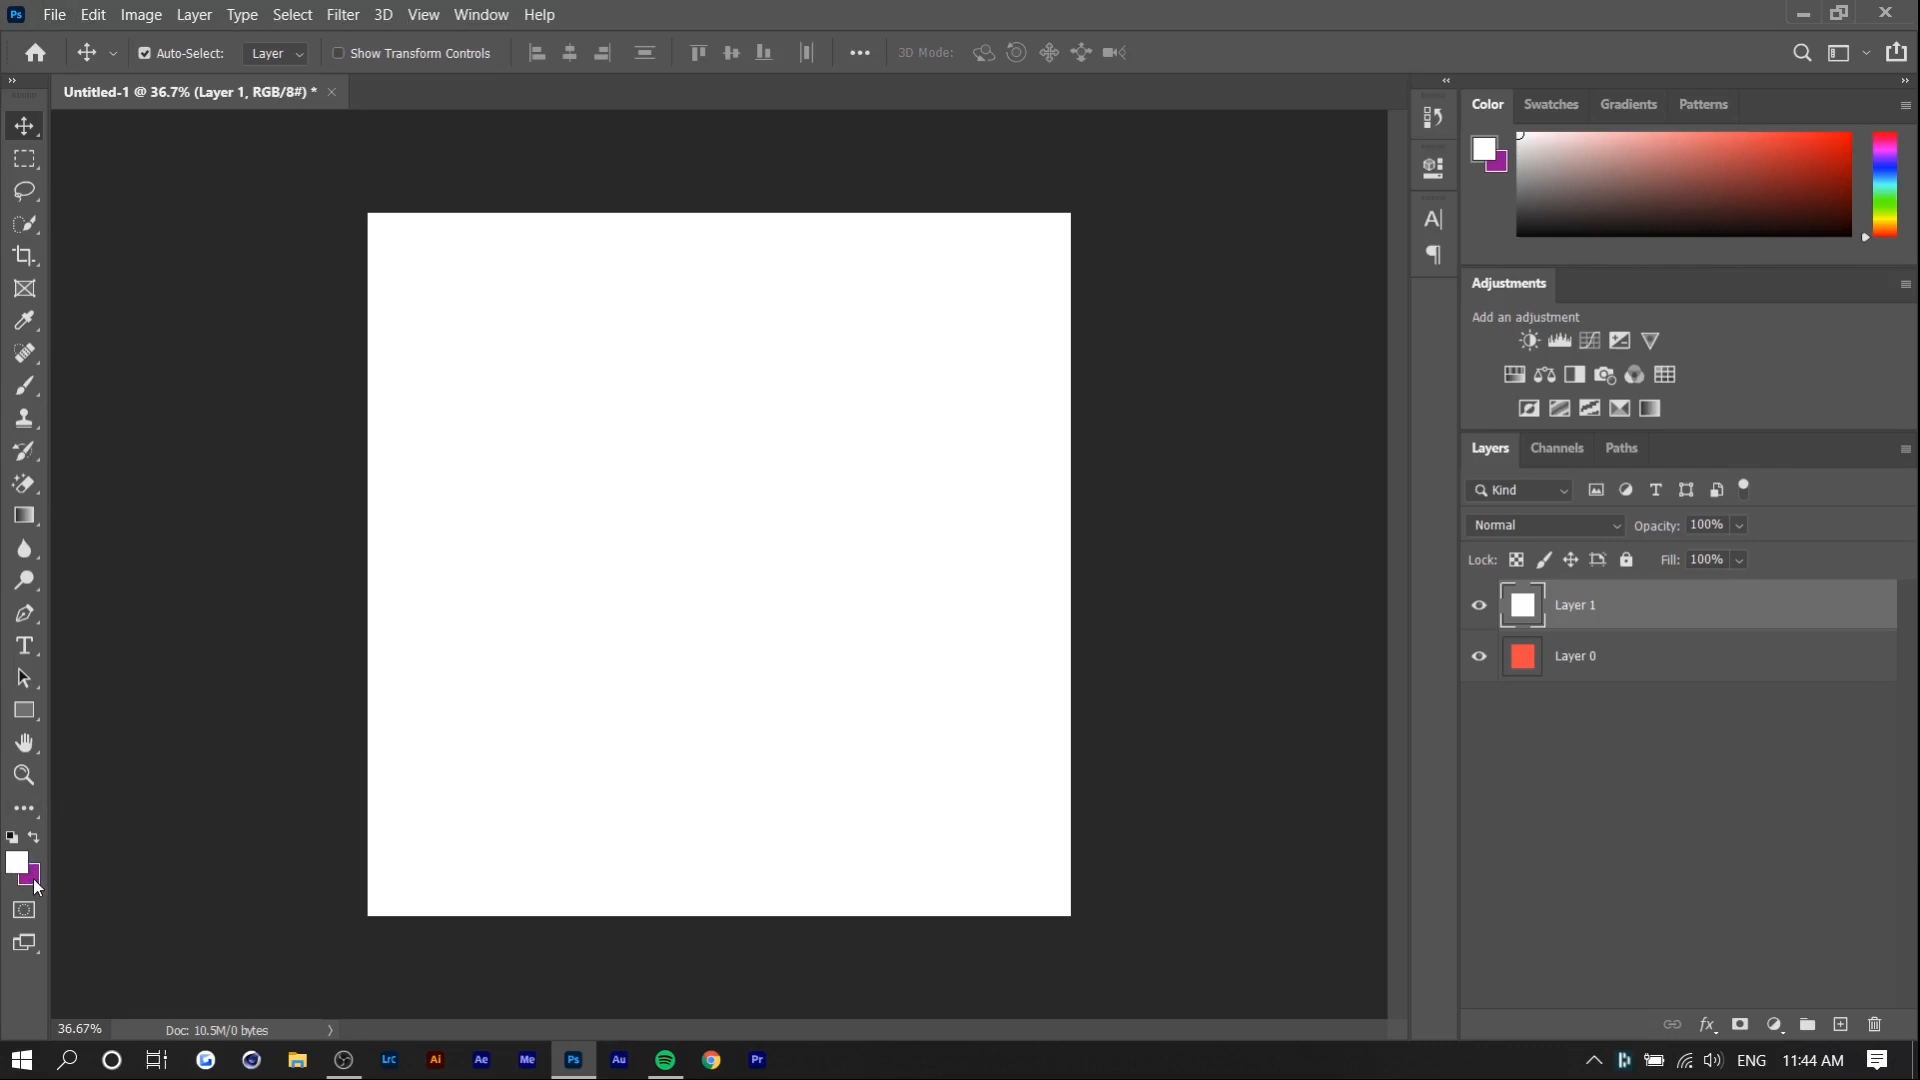 Ps File Edit Image Layer Type Select Filter 3D View Window Help
Auto-Select: Layer Show Transform Controls 3D Mode:
Untitled-1 @ 36.7% (Layer 1, RGB/8#) *
Color Swatches Gradients Patterns
Adjustments
Add an adjustment
Layers Channels Paths
Kind
Normal Opacity: 100%
Lock: Fill: 100%
Layer 1
Layer 0
36.67% Doc: 10.5M/0 bytes
LrC Ai Ae Me Ps Au Pr ENG 11:44 AM